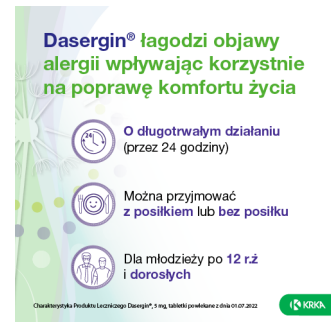 Dasergin® łagodzi objawy
alergii wpływając korzystnie
na poprawę komfortu życia
24
O długotrwałym działaniu
(przez 24 godziny)
Można przyjmować
z posiłkiem lub bez posiłku
Dla młodzieży po 12 r.ż
i dorosłych
Charakterystyka Produktu Leczniczego Dasergin®, 5 mg, tabletki powlekane z dnia 01.07.2022
KRKA